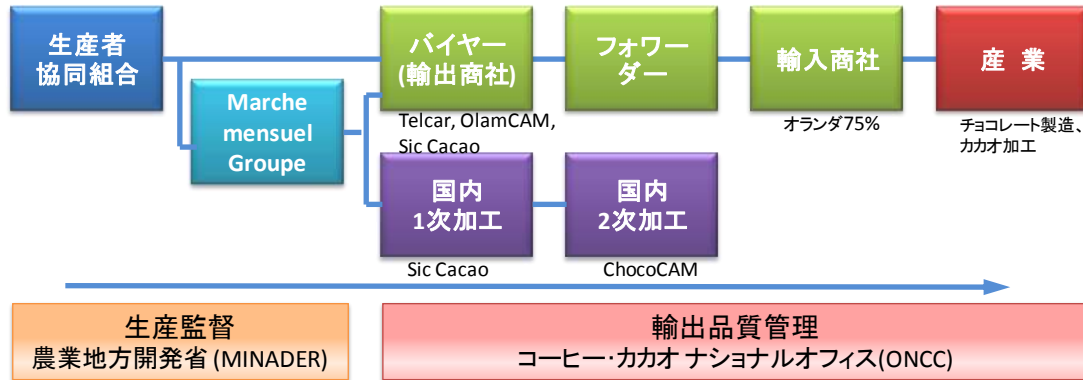 生産者
協同組合
Marche
mensuel
Groupe
バイヤー
(輸出商社)
Telcar, OlamCAM,
Sic Cacao
フォワー
ダー
輸入商社
オランダ75%
産 業
チョコレート製造、
カカオ加工
国内
1次加工
Sic Cacao
国内
2次加工
ChocoCAM
生産監督
農業地方開発省 (MINADER)
輸出品質管理
コーヒー・カカオ ナショナルオフィス(ONCC)